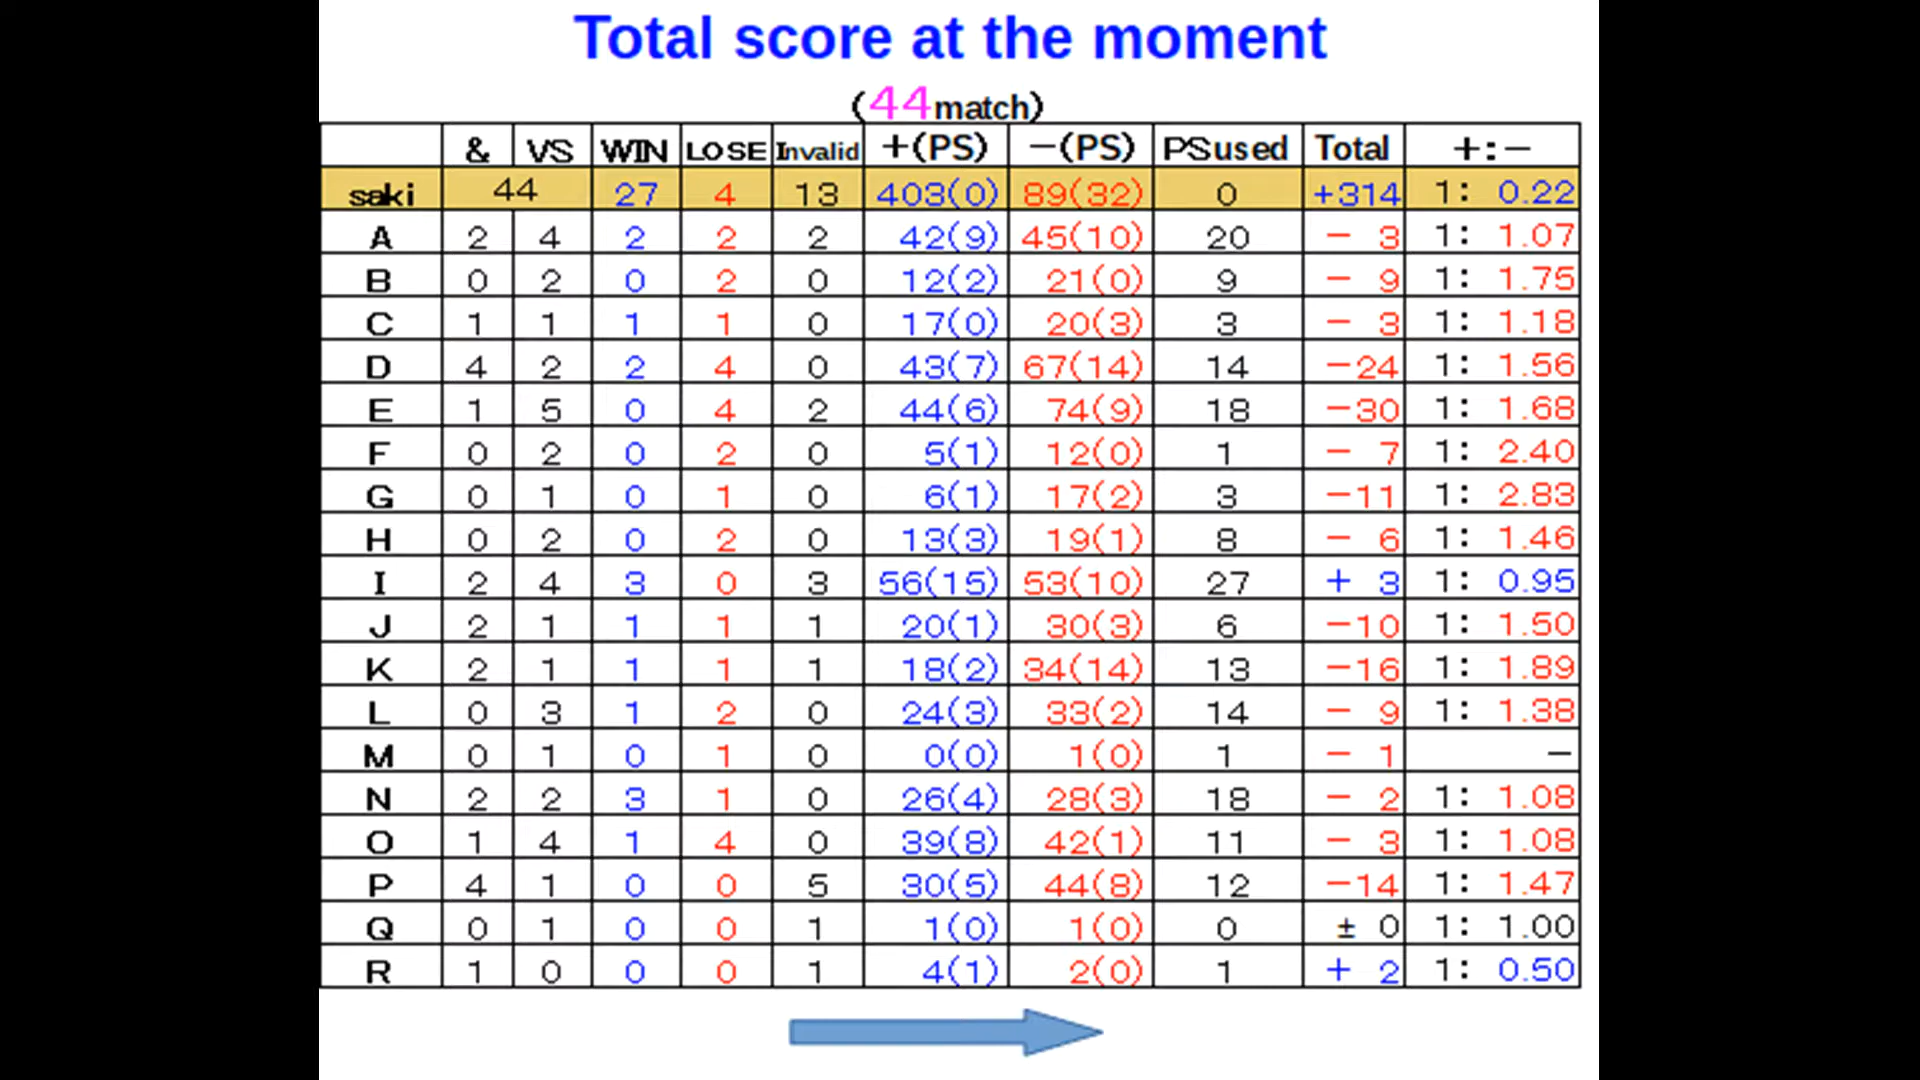 Total score at the moment
(44match)
& VS WIN LOSE Invalid +(PS) −(PS) PSused Total +:−
saki 44 27 4 13 403(0) 89(32) 0 +314 1: 0.22
A 2 4 2 2 2 42(9) 45(10) 20 − 3 1: 1.07
B 0 2 0 2 0 12(2) 21(0) 9 − 9 1: 1.75
C 1 1 1 1 0 17(0) 20(3) 3 − 3 1: 1.18
D 4 2 2 4 0 43(7) 67(14) 14 −24 1: 1.56
E 1 5 0 4 2 44(6) 74(9) 18 −30 1: 1.68
F 0 2 0 2 0 5(1) 12(0) 1 − 7 1: 2.40
G 0 1 0 1 0 6(1) 17(2) 3 −11 1: 2.83
H 0 2 0 2 0 13(3) 19(1) 8 − 6 1: 1.46
I 2 4 3 0 3 56(15) 53(10) 27 + 3 1: 0.95
J 2 1 1 1 1 20(1) 30(3) 6 −10 1: 1.50
K 2 1 1 1 1 18(2) 34(14) 13 −16 1: 1.89
L 0 3 1 2 0 24(3) 33(2) 14 − 9 1: 1.38
M 0 1 0 1 0 0(0) 1(0) 1 − 1 −
N 2 2 3 1 0 26(4) 28(3) 18 − 2 1: 1.08
O 1 4 1 4 0 39(8) 42(1) 11 − 3 1: 1.08
P 4 1 0 0 5 30(5) 44(8) 12 −14 1: 1.47
Q 0 1 0 0 1 1(0) 1(0) 0 ± 0 1: 1.00
R 1 0 0 0 1 4(1) 2(0) 1 + 2 1: 0.50